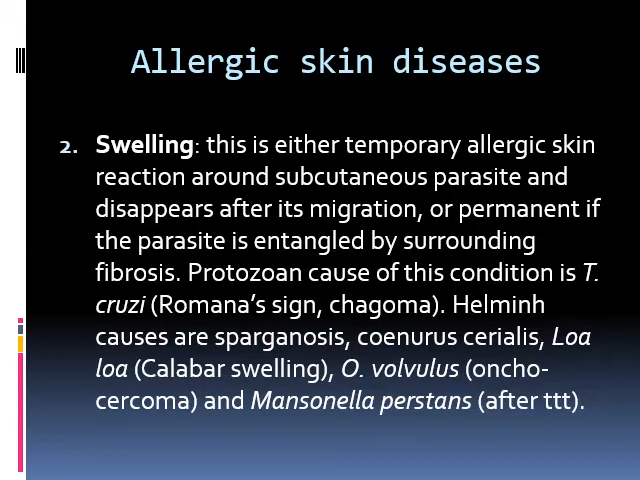 Allergic skin diseases
2. Swelling: this is either temporary allergic skin
reaction around subcutaneous parasite and
disappears after its migration, or permanent if
the parasite is entangled by surrounding
fibrosis. Protozoan cause of this condition is T.
cruzi (Romana’s sign, chagoma). Helminh
causes are sparganosis, coenurus cerialis, Loa
loa (Calabar swelling), O. volvulus (oncho-
cercoma) and Mansonella perstans (after ttt).